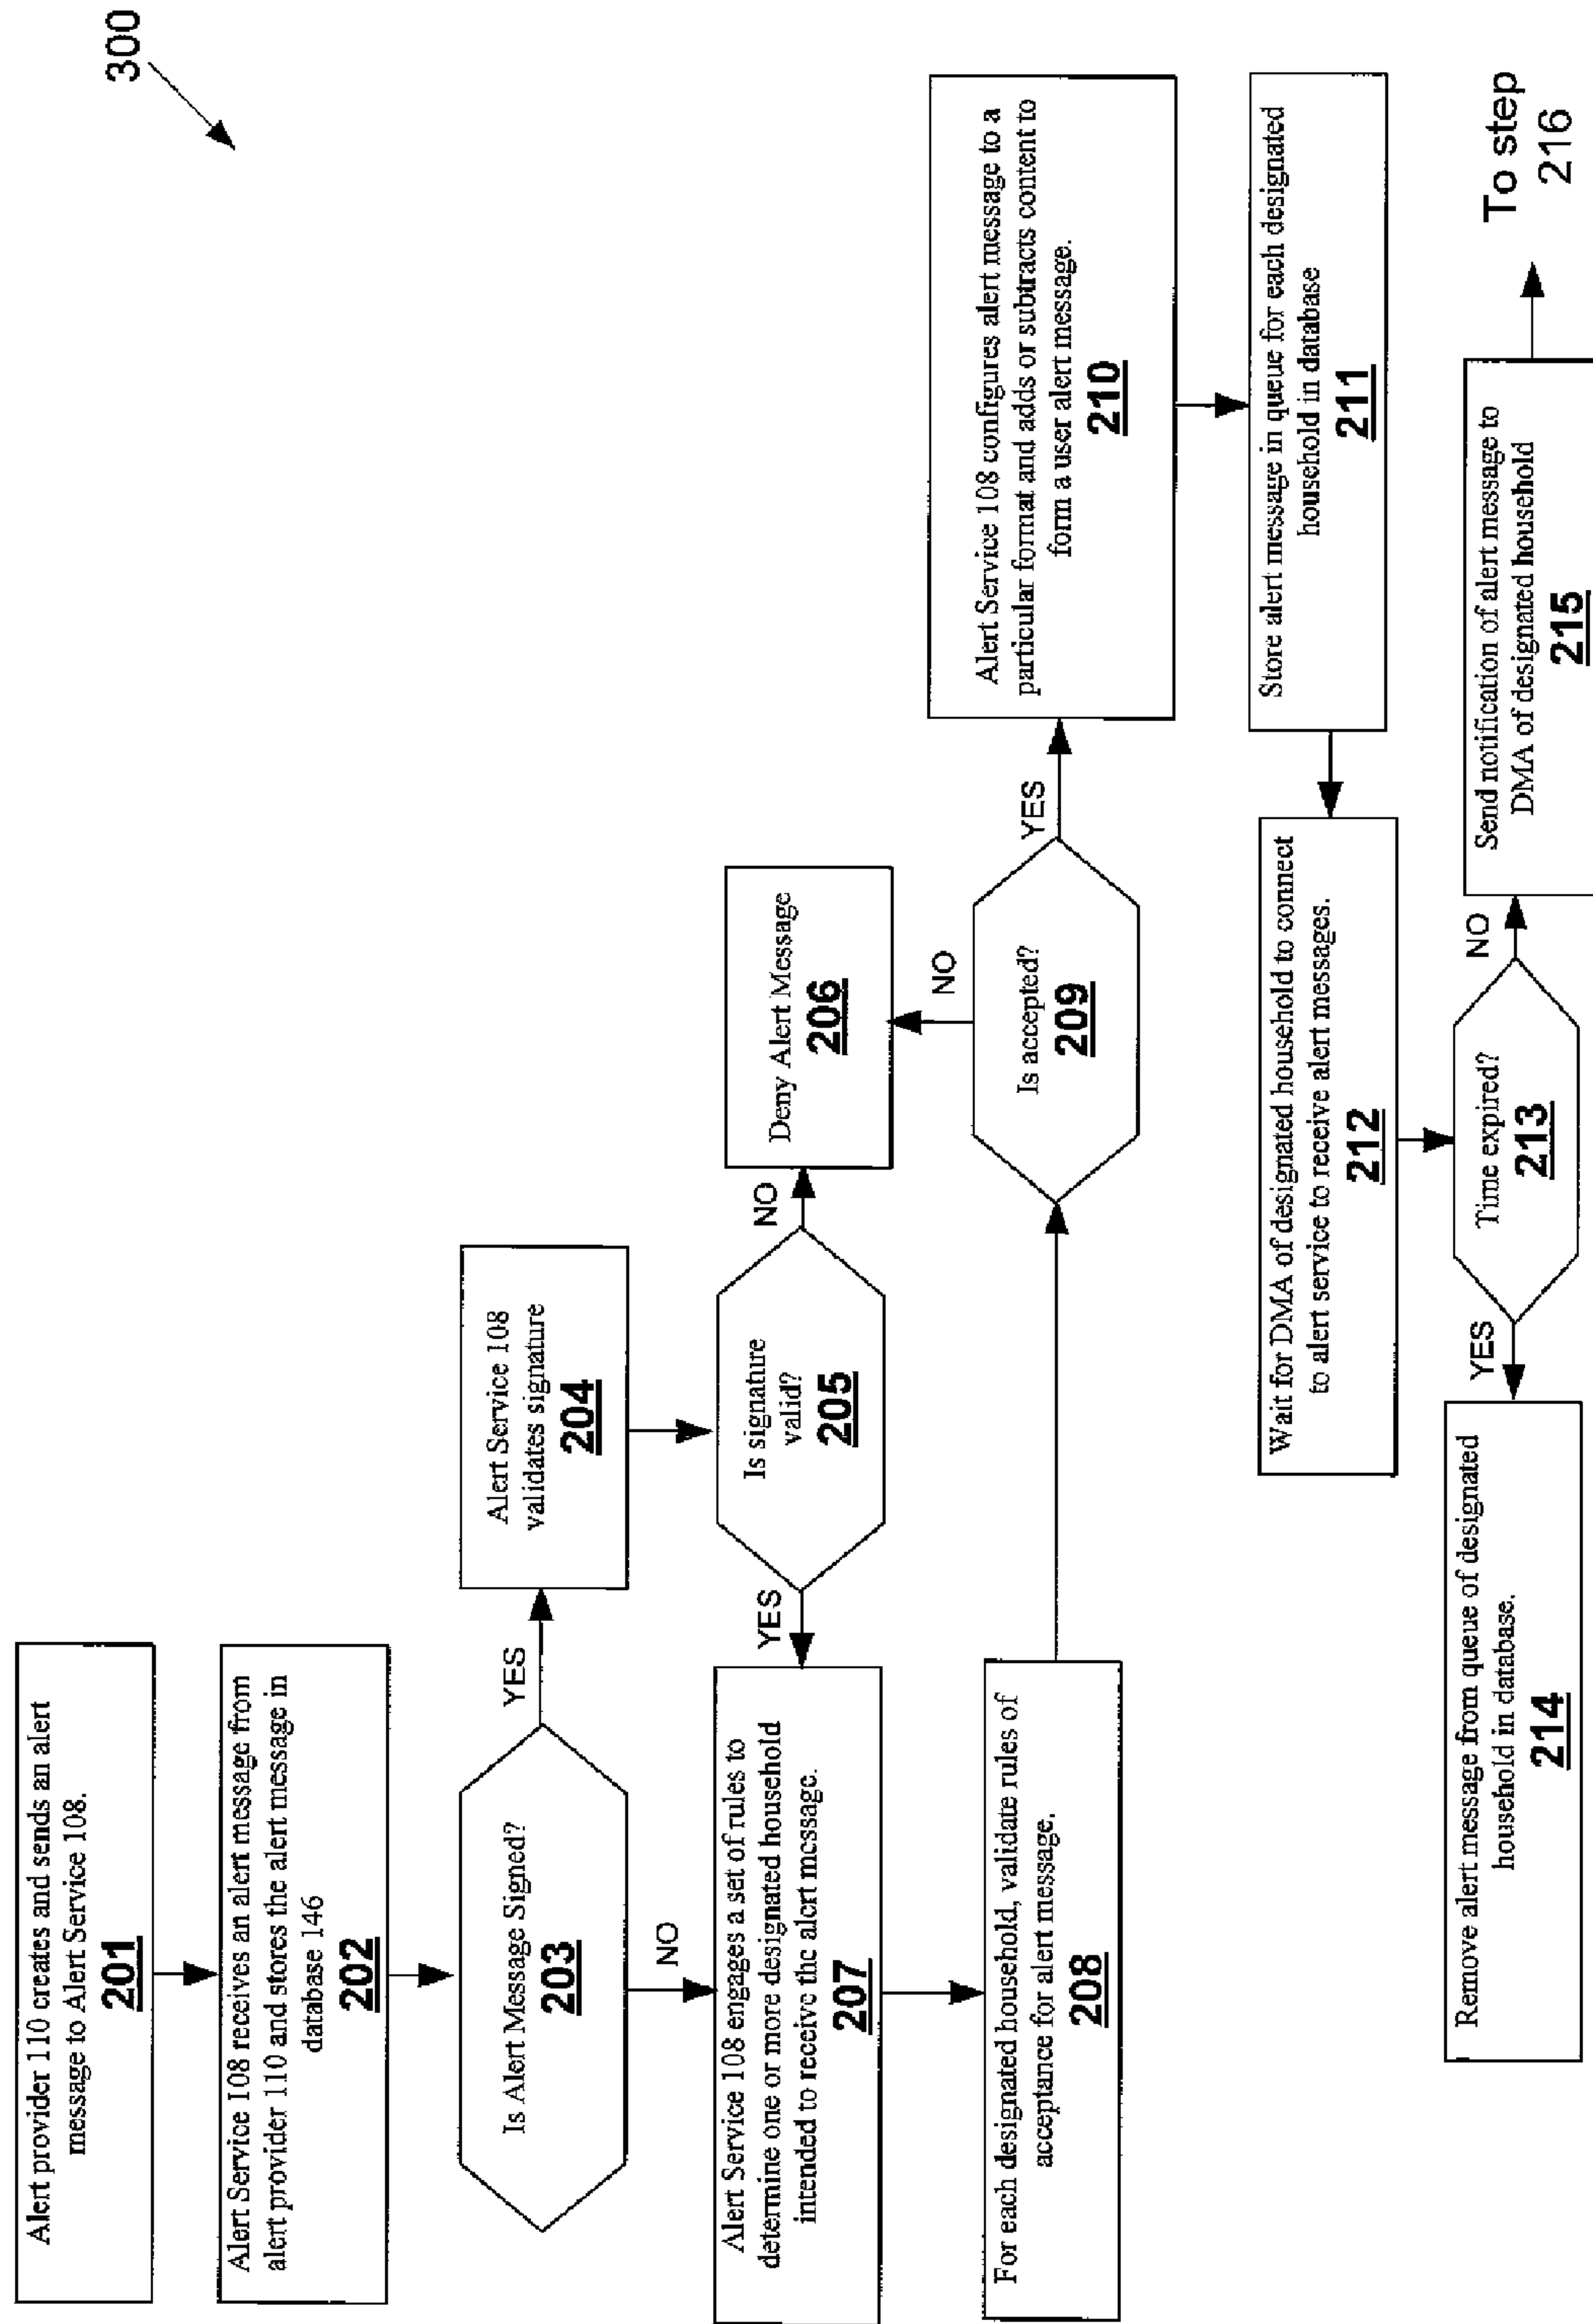 300
Alert provider 110 creates and sends an alert
message to Alert Service 108.
201
Alert Service 108 receives an alert message from
alert provider 110 and stores the alert message in
database 146
202
Is Alert Message Signed?
203
YES
NO
Alert Service 108
validates signature
204
Is signature
valid?
205
YES
NO
Deny Alert Message
206
Alert Service 108 engages a set of rules to
determine one or more designated household
intended to receive the alert message.
207
For each designated household, validate rules of
acceptance for alert message.
208
Is accepted?
209
NO
YES
Alert Service 108 configures alert message to a
particular format and adds or subtracts content to
form a user alert message.
210
Store alert message in queue for each designated
household in database
211
Wait for DMA of designated household to connect
to alert service to receive alert messages.
212
Time expired?
213
YES
NO
Remove alert message from queue of designated
household in database.
214
Send notification of alert message to
DMA of designated household
215
To step
216